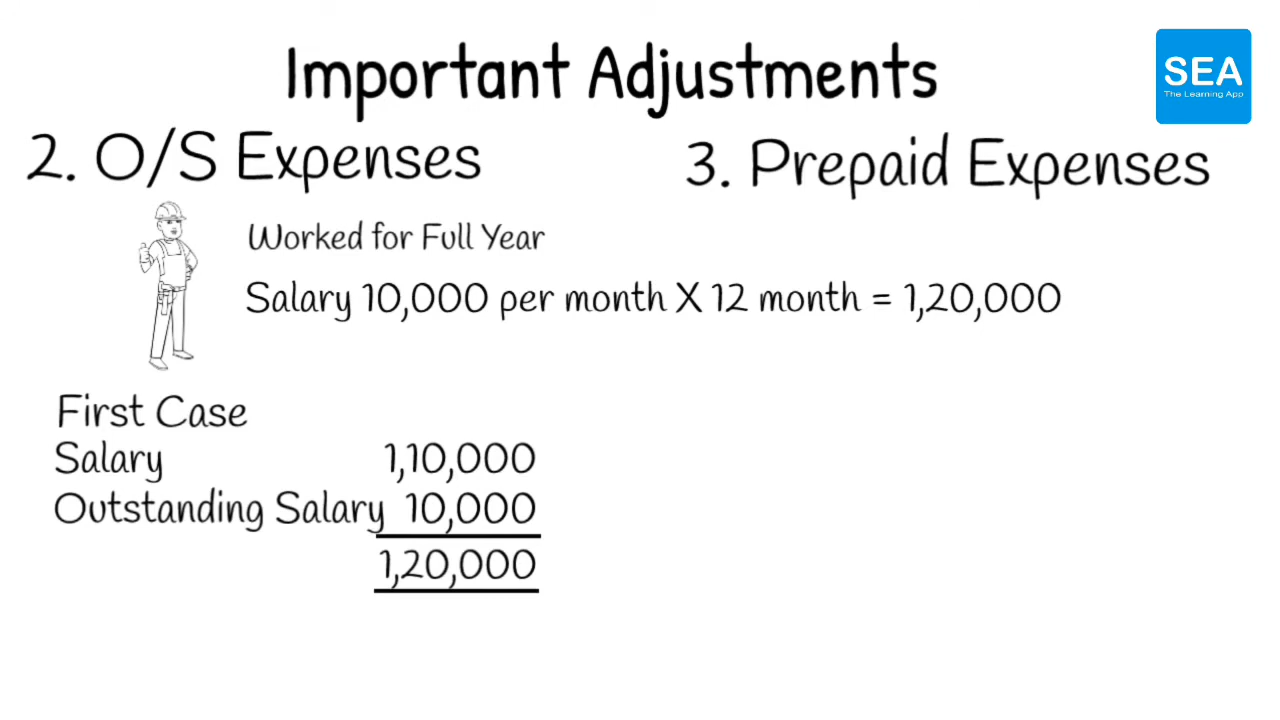 Important Adjustments
SEA
The Learning App
2. O/S Expenses
3. Prepaid Expenses
Worked for Full Year
Salary 10,000 per month X 12 month = 1,20,000
First Case
Salary 1,10,000
Outstanding Salary 10,000
1,20,000